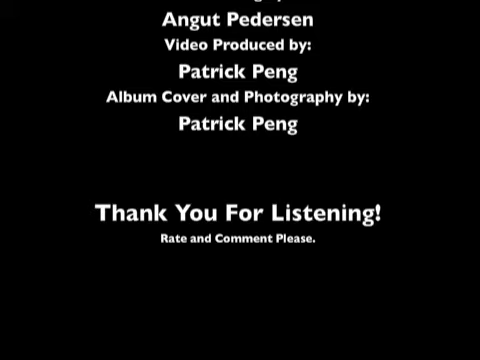 Angut Pedersen
Video Produced by:
Patrick Peng
Album Cover and Photography by:
Patrick Peng
Thank You For Listening!
Rate and Comment Please.